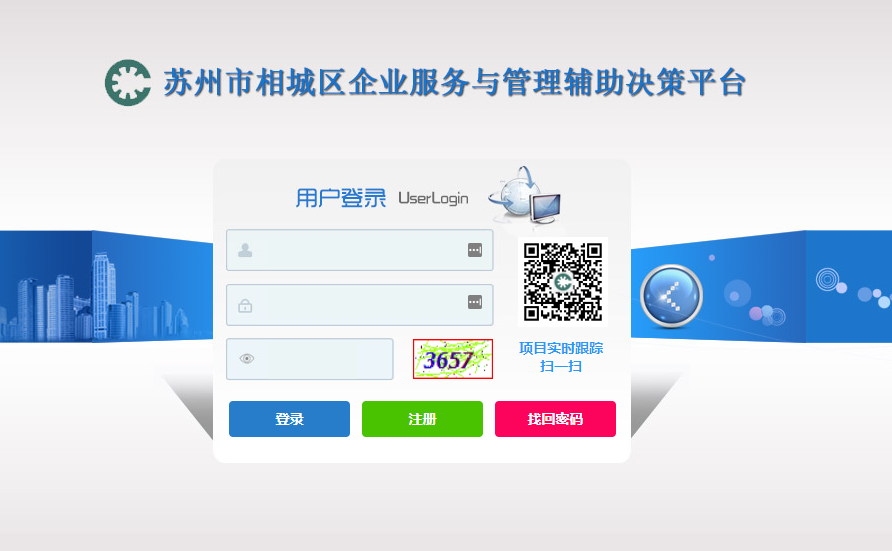 苏州市相城区企业服务与管理辅助决策平台
用户登录 UserLogin
3657
项目实时跟踪
扫一扫
登录 注册 找回密码